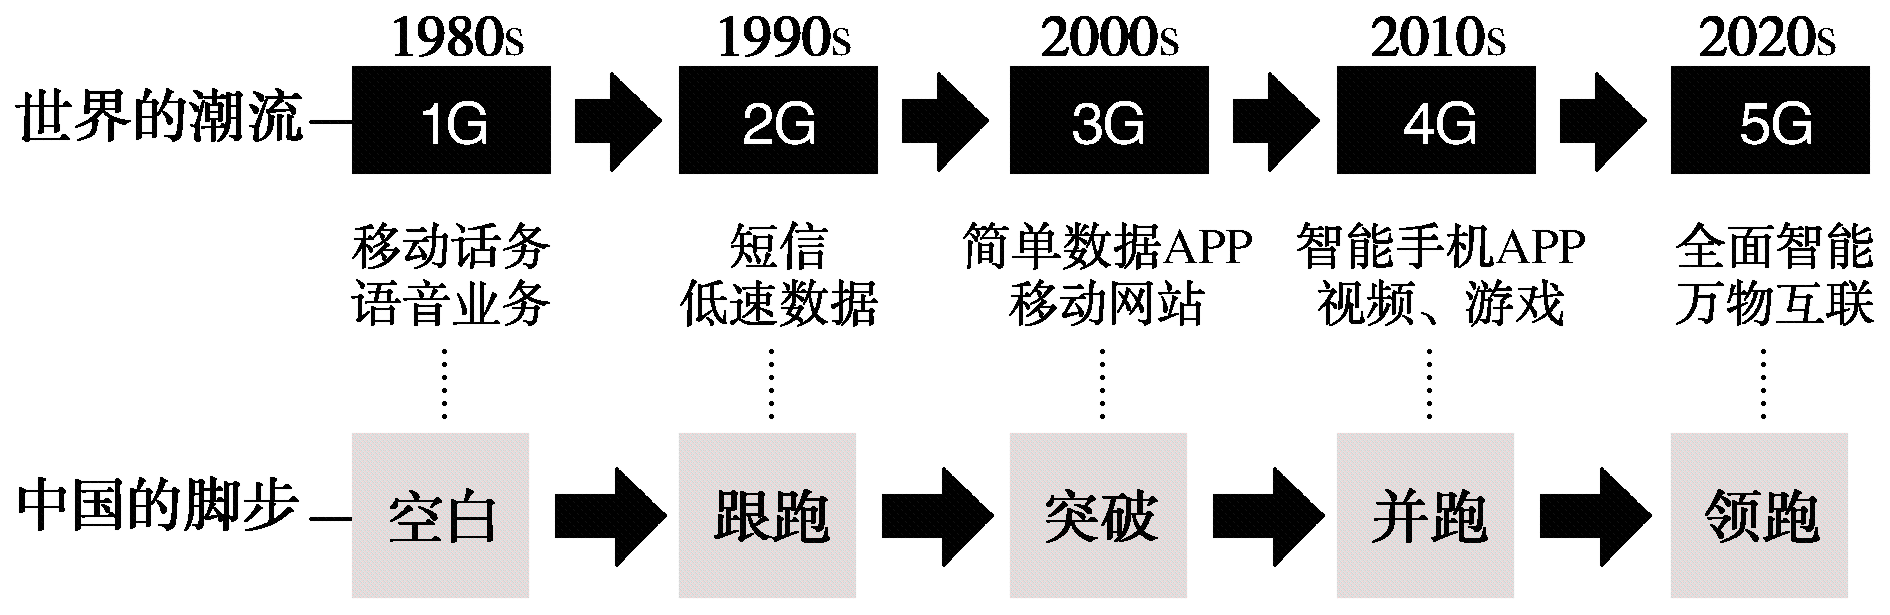 1980s 1990s 2000s 2010s 2020s
世界的潮流 1G 2G 3G 4G 5G
移动话务 短信 简单数据APP 智能手机APP 全面智能
语音业务 低速数据 移动网站 视频、游戏 万物互联
中国的脚步 空白 跟跑 突破 并跑 领跑